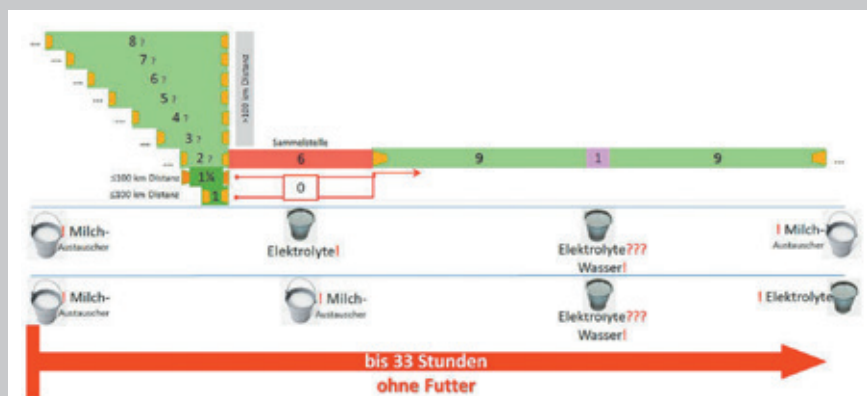 ... 8 ?
... 7 ?
... 6 ?
... 5 ?
... 4 ?
... 3 ?
>100 km Distanz
Sammelstelle
... 2 ? 6 9 1 9 ...
≤100 km Distanz 1¼ 0
≤100 km Distanz 1
! Milch-
Austauscher
Elektrolyte!
Elektrolyte???
Wasser!
! Milch-
Austauscher
! Milch-
Austauscher
! Milch-
Austauscher
Elektrolyte???
Wasser!
! Elektrolyte
bis 33 Stunden
ohne Futter